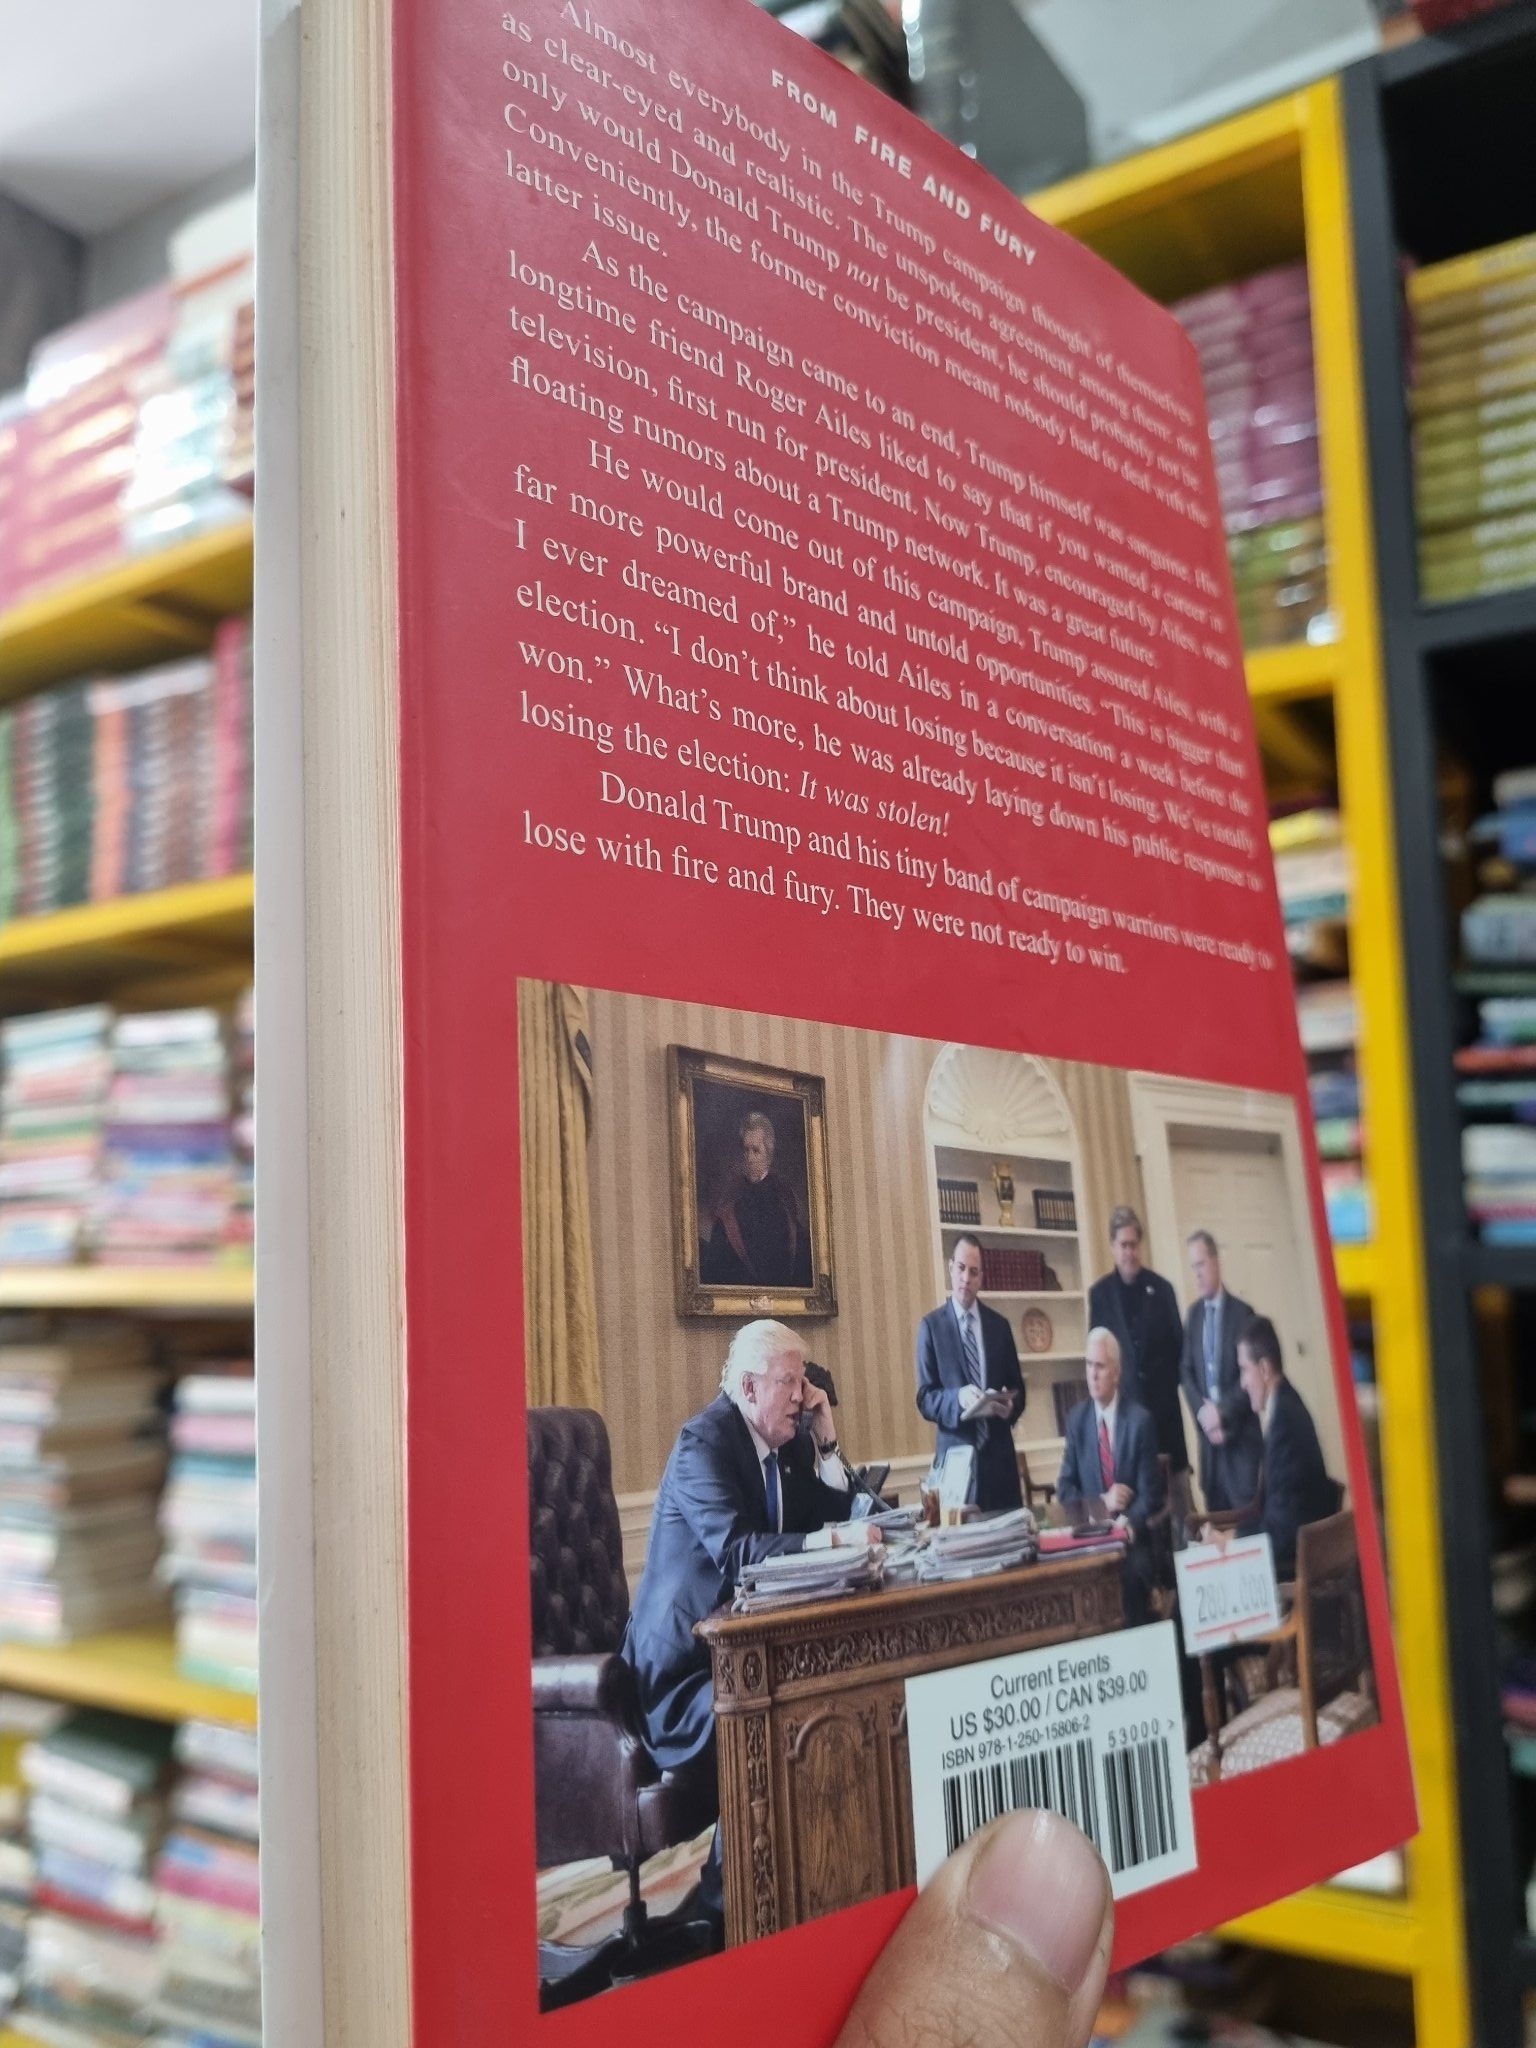 FROM FIRE AND FURY
Almost everybody in the Trump campaign thought of themselves
as clear-eyed and realistic. The unspoken agreement among them: not
only would Donald Trump not be president, he should probably not be.
Conveniently, the former conviction meant nobody had to deal with the
latter issue.
As the campaign came to an end, Trump himself was sanguine. His
longtime friend Roger Ailes liked to say that if you wanted a career in
television, first run for president. Now Trump, encouraged by Ailes, was
floating rumors about a Trump network. It was a great future.
He would come out of this campaign, Trump assured Ailes, with a
far more powerful brand and untold opportunities. “This is bigger than
I ever dreamed of,” he told Ailes in a conversation a week before the
election. “I don’t think about losing because it isn’t losing. We’ve totally
won.” What’s more, he was already laying down his public response to
losing the election: It was stolen!
Donald Trump and his tiny band of campaign warriors were ready to
lose with fire and fury. They were not ready to win.
280.000
Current Events
US $30.00 / CAN $39.00
ISBN 978-1-250-15806-2
53000 >